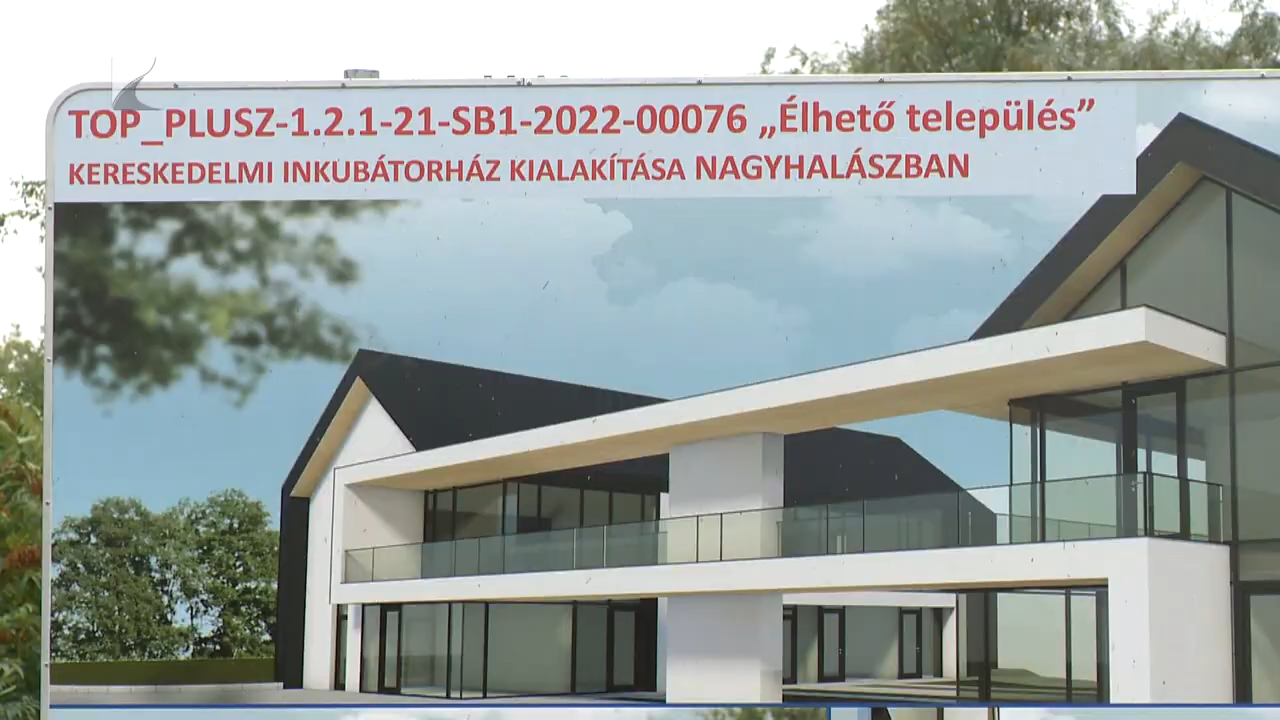 TOP_PLUSZ-1.2.1-21-SB1-2022-00076 „Élhető település”
KERESKEDELMI INKUBÁTORHÁZ KIALAKÍTÁSA NAGYHALÁSZBAN